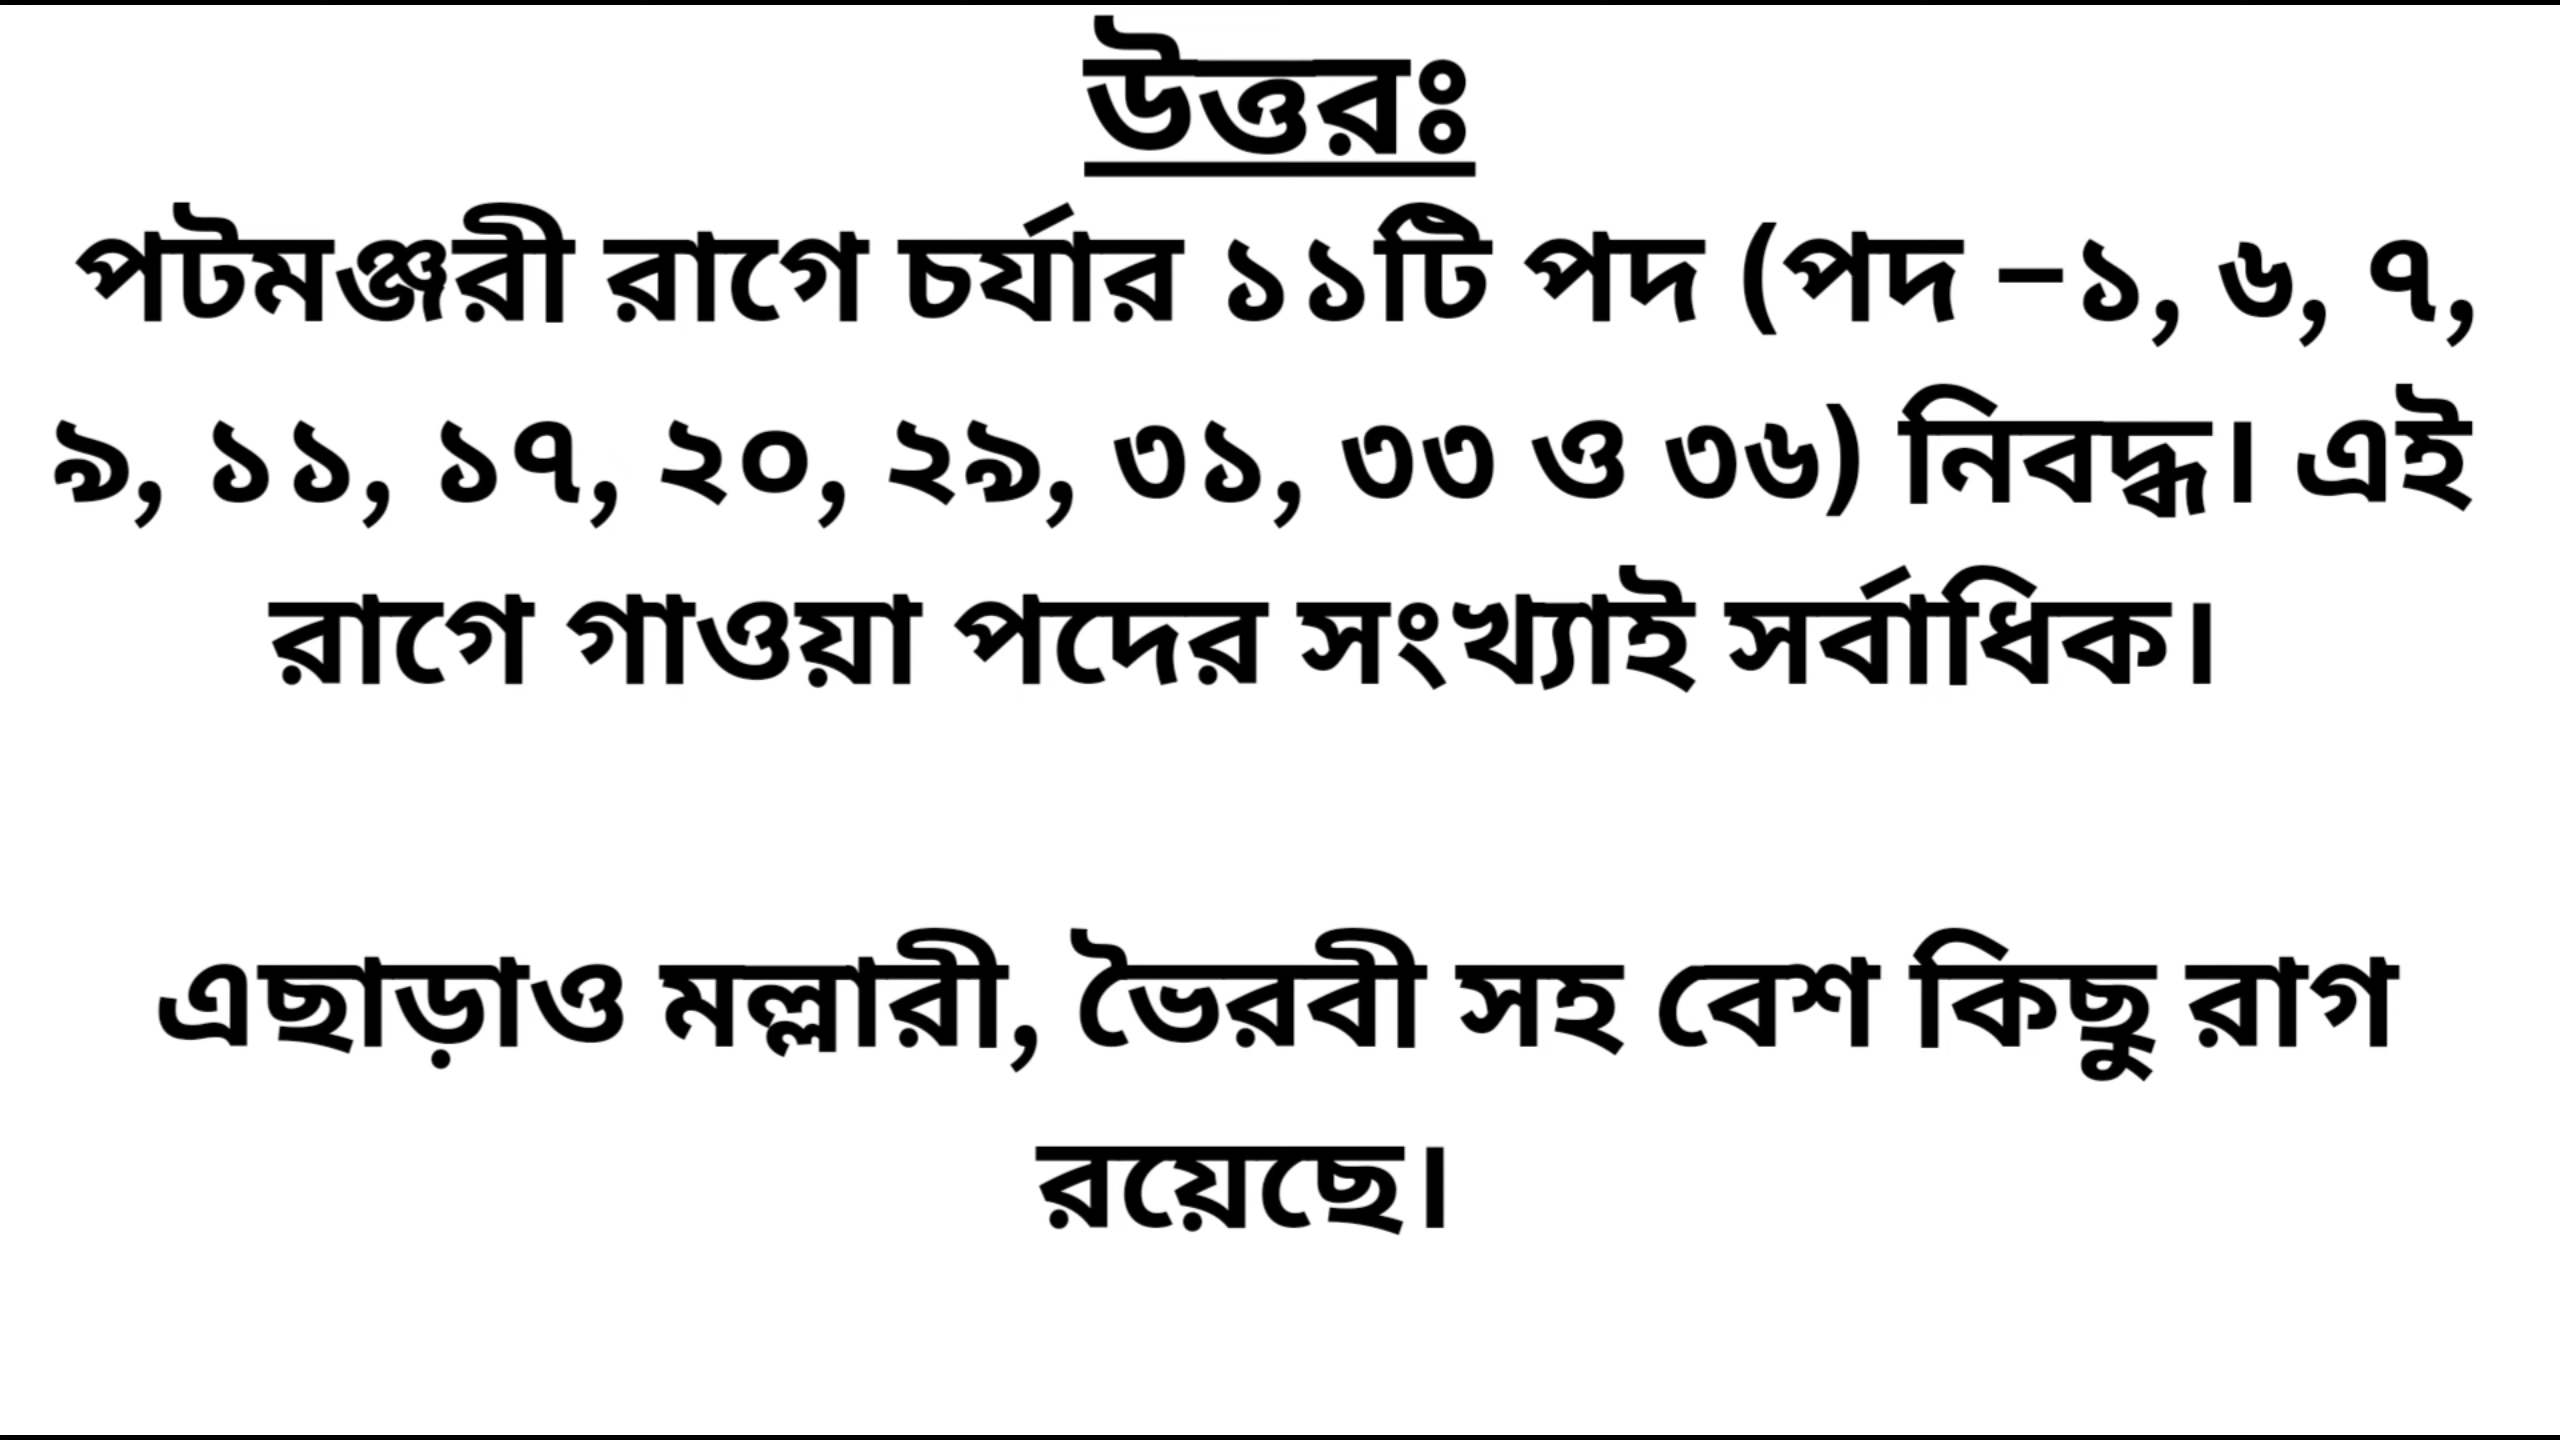 উত্তরঃ
পটমঞ্জরী রাগে চর্যার ১১টি পদ (পদ –১, ৬, ৭,
৯, ১১, ১৭, ২০, ২৯, ৩১, ৩৩ ও ৩৬) নিবদ্ধ। এই
রাগে গাওয়া পদের সংখ্যাই সর্বাধিক।
এছাড়াও মল্লারী, ভৈরবী সহ বেশ কিছু রাগ
রয়েছে।